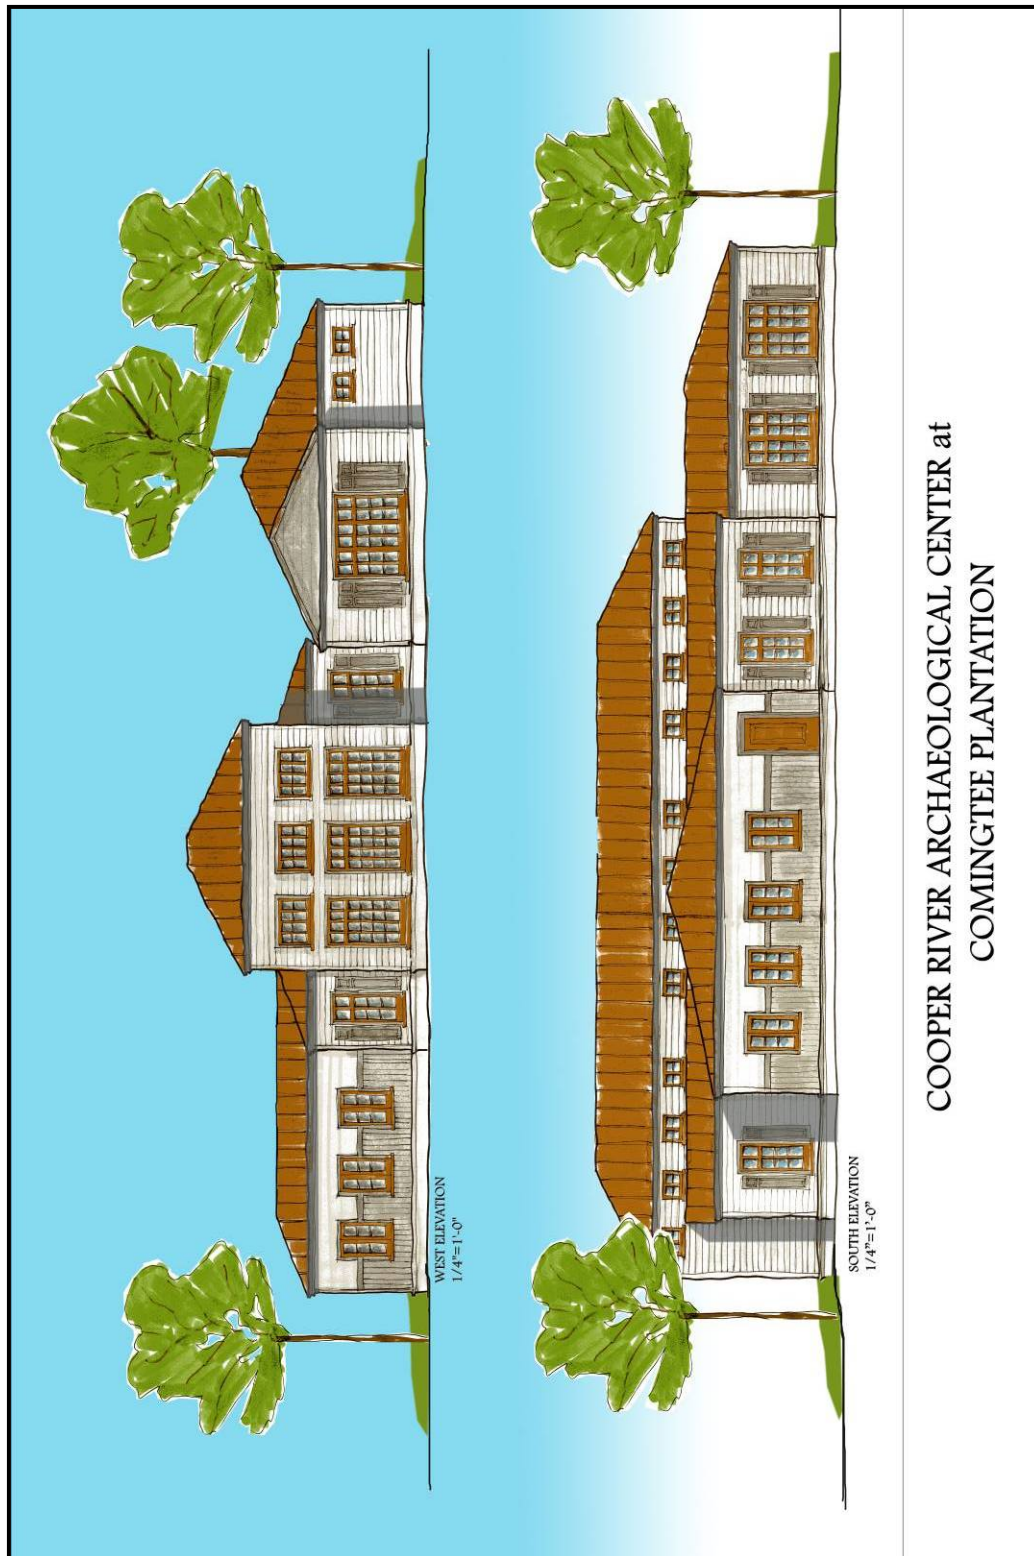 WEST ELEVATION
1/4"=1'-0"
SOUTH ELEVATION
1/4"=1'-0"
COOPER RIVER ARCHAEOLOGICAL CENTER at
COMINGTEE PLANTATION